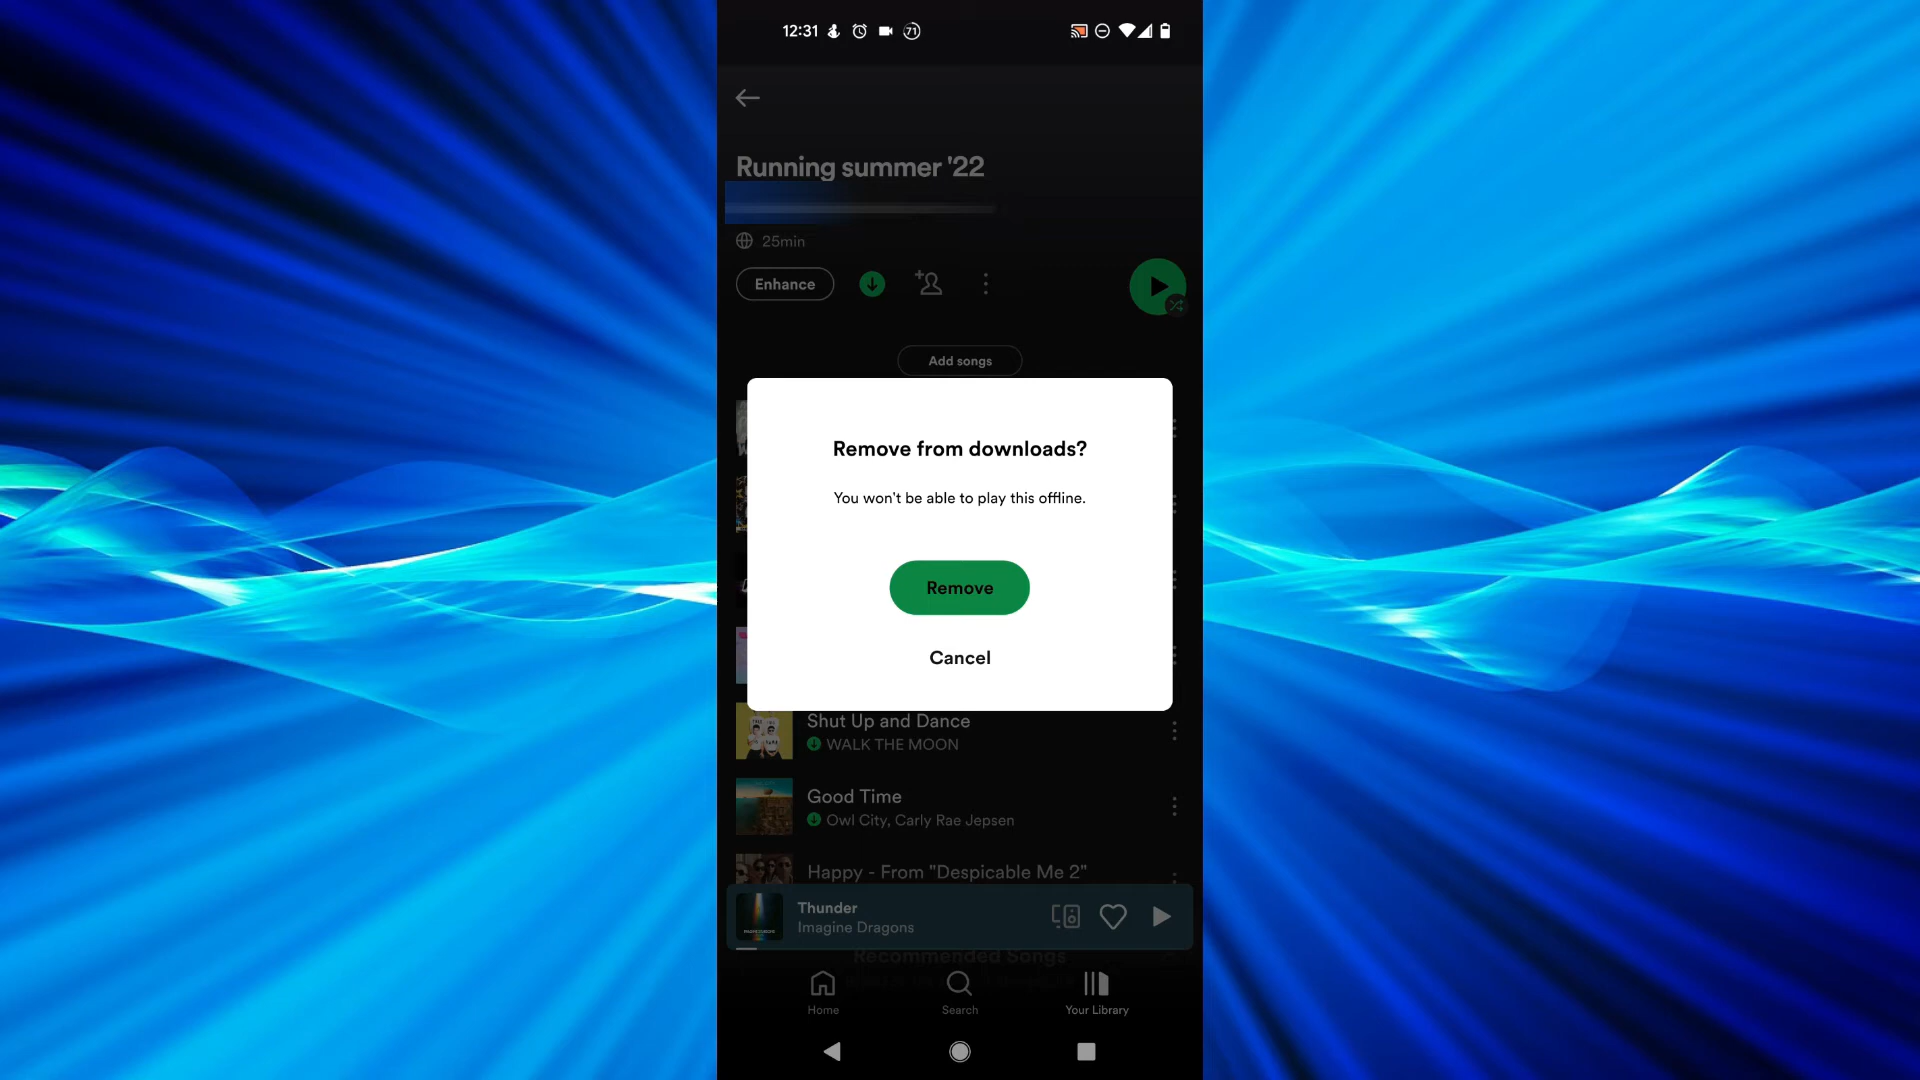 12:31
71
Running summer '22
25min
Enhance
Add songs
Remove from downloads?
You won't be able to play this offline.
Remove
Cancel
Shut Up and Dance
WALK THE MOON
Good Time
Owl City, Carly Rae Jepsen
Happy - From "Despicable Me 2"
Thunder
Imagine Dragons
Recommended Songs
Home
Search
Your Library